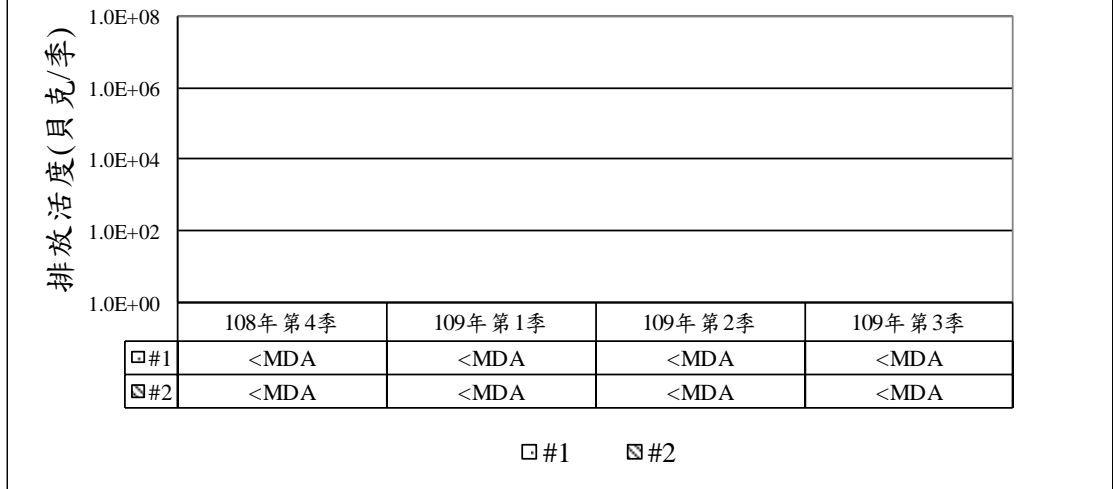 排放活度(貝克/季)
1.0E+08
1.0E+06
1.0E+04
1.0E+02
1.0E+00
108年第4季 109年第1季 109年第2季 109年第3季
#1 <MDA <MDA <MDA <MDA
#2 <MDA <MDA <MDA <MDA
#1 #2